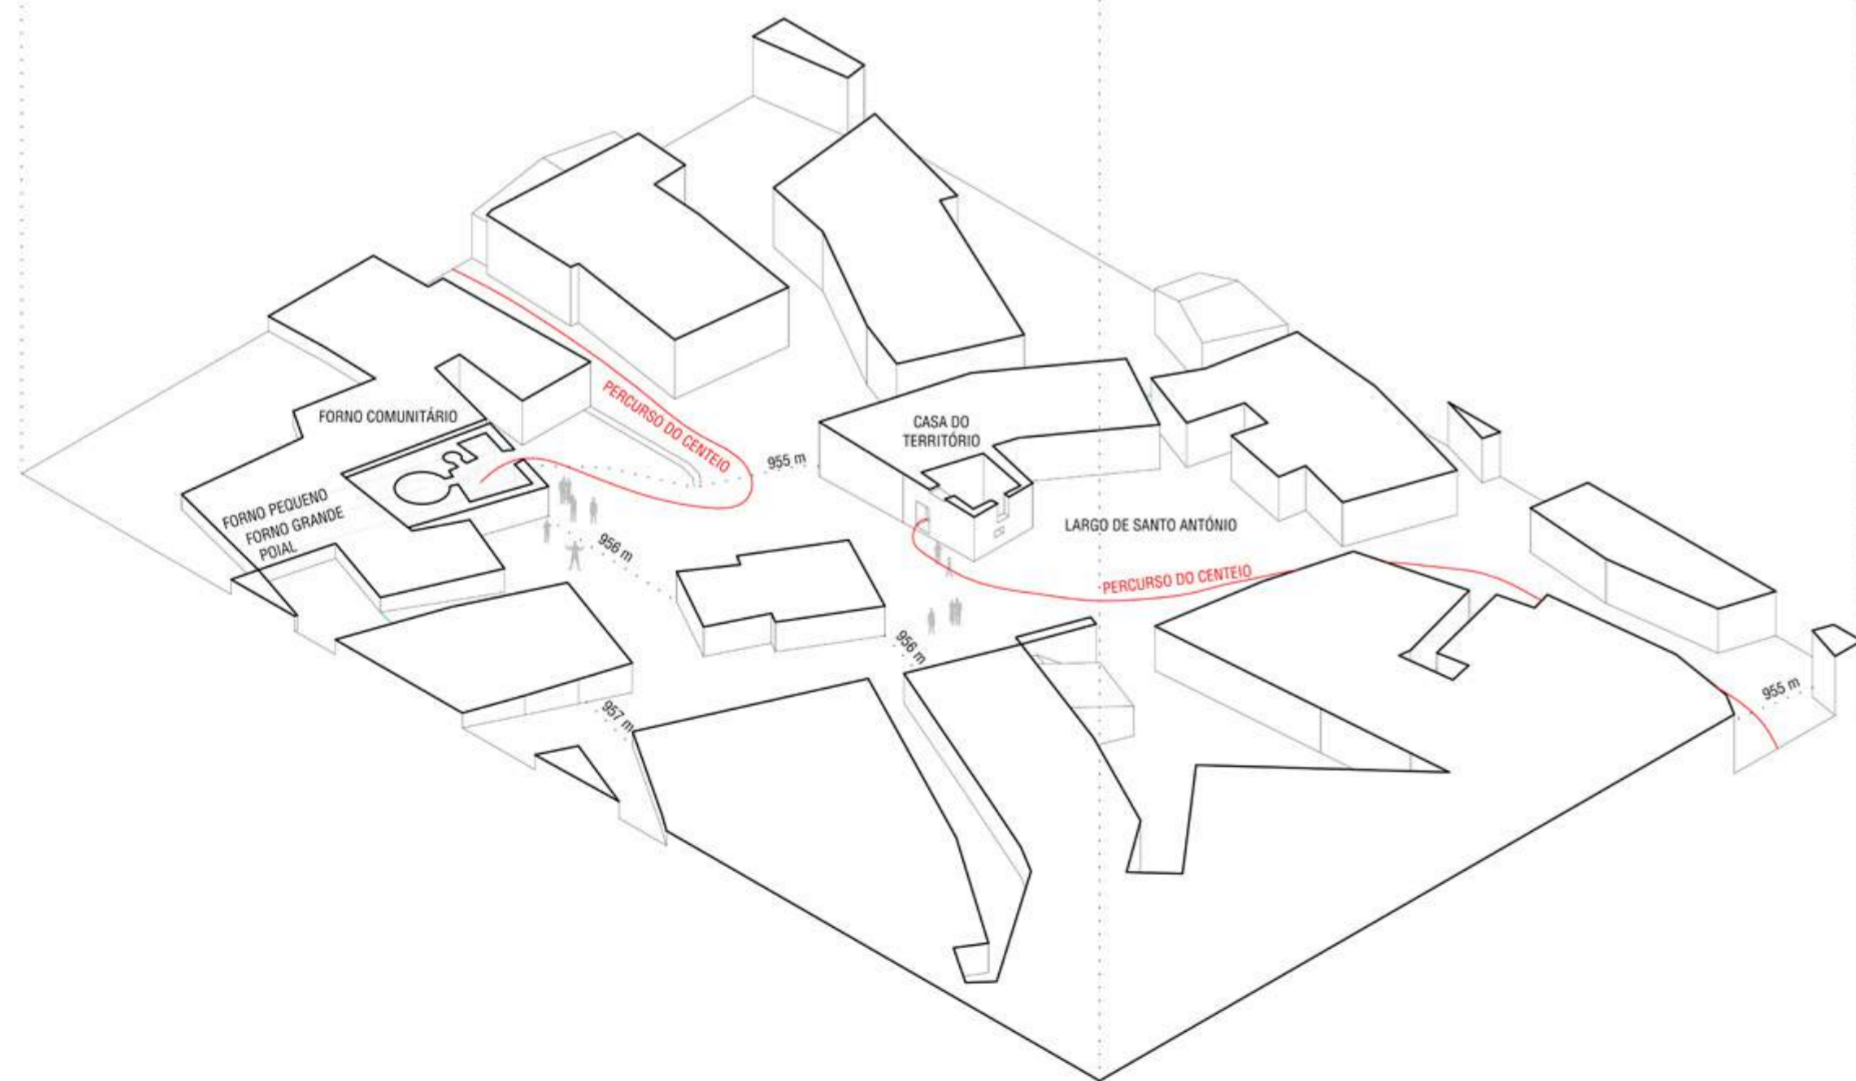 PERCURSO DO CENTEIO
FORNO COMUNITÁRIO
CASA DO
TERRITÓRIO
955 m
FORNO PEQUENO
FORNO GRANDE
POIAL
956 m
LARGO DE SANTO ANTÓNIO
PERCURSO DO CENTEIO
956 m
955 m
957 m